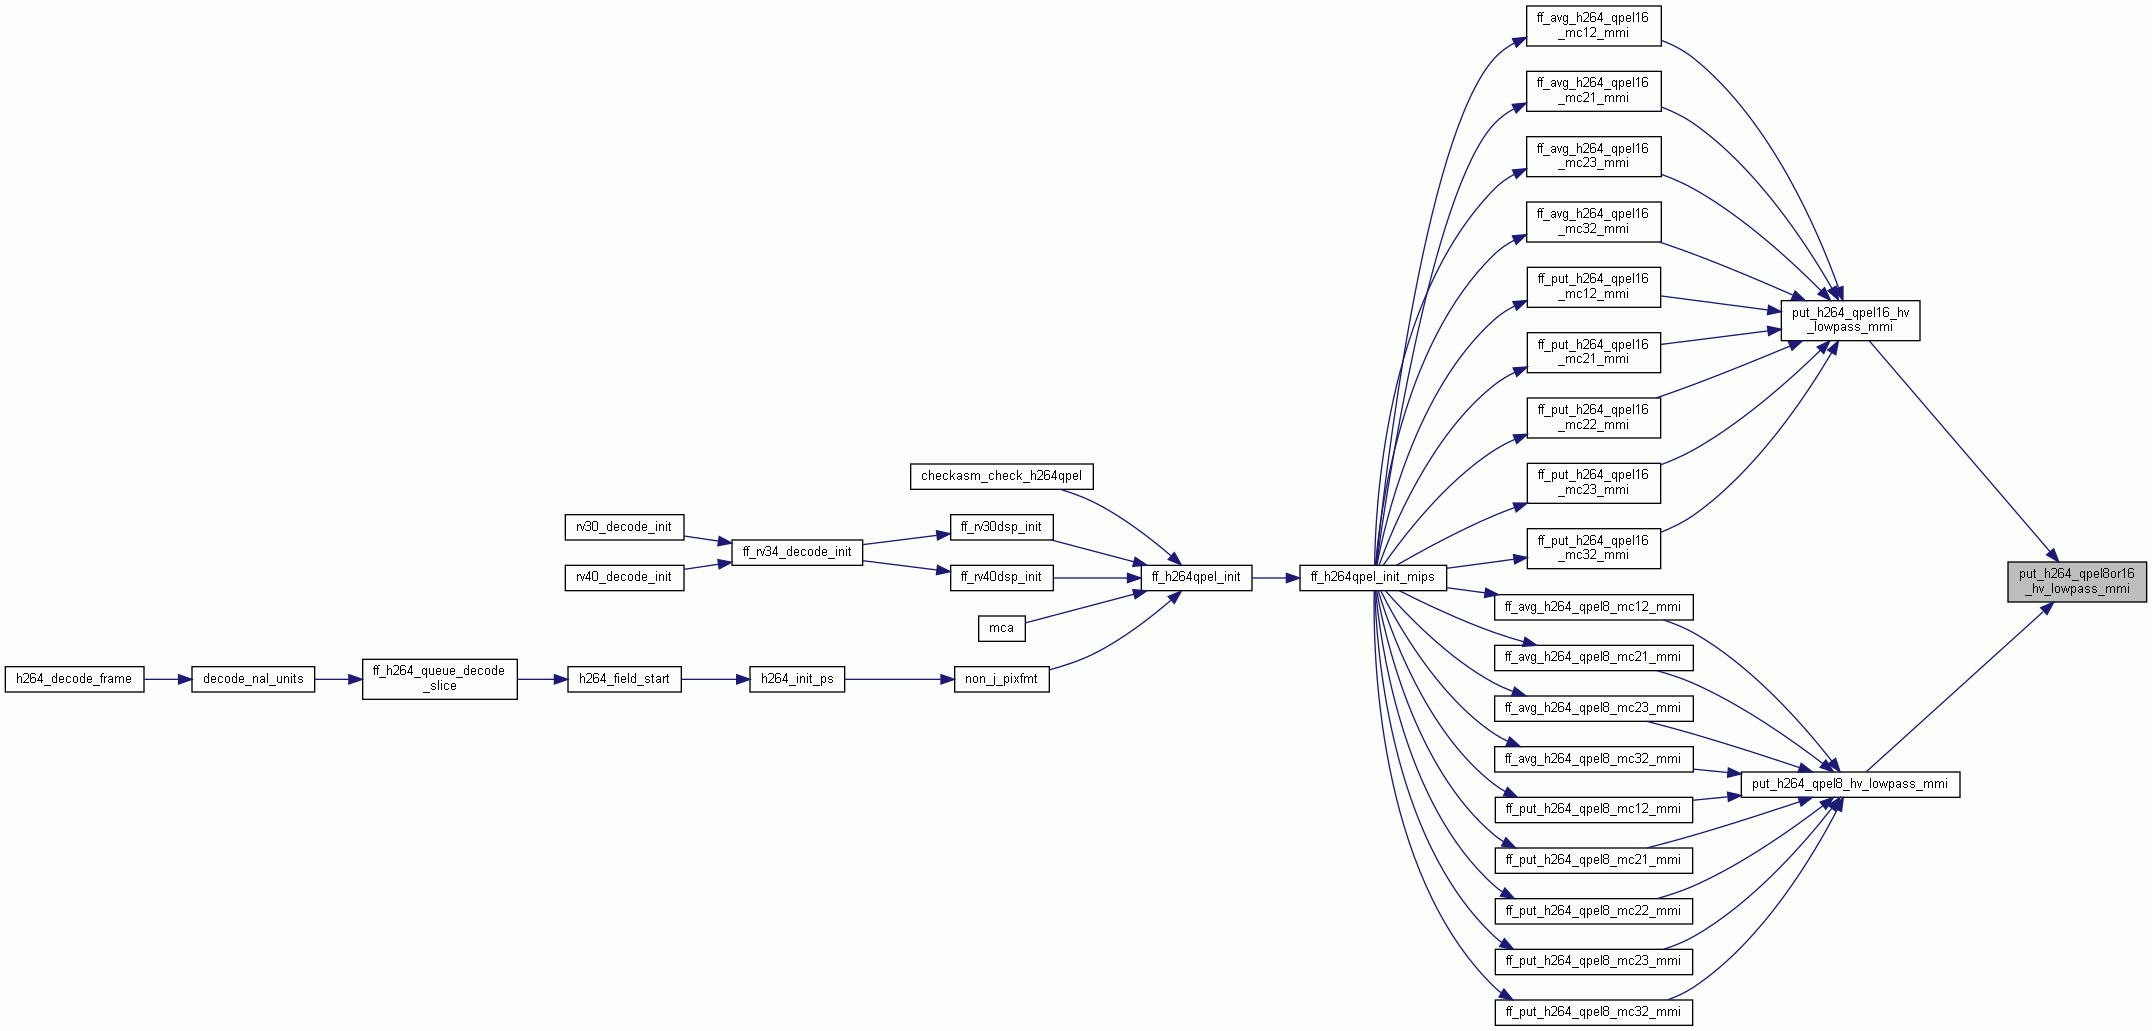 h264_decode_frame
decode_nal_units
ff_h264_queue_decode
_slice
h264_field_start
h264_init_ps
non_j_pixfmt
rv30_decode_init
rv40_decode_init
ff_rv34_decode_init
checkasm_check_h264qpel
ff_rv30dsp_init
ff_rv40dsp_init
mca
ff_h264qpel_init
ff_h264qpel_init_mips
ff_avg_h264_qpel16
_mc12_mmi
ff_avg_h264_qpel16
_mc21_mmi
ff_avg_h264_qpel16
_mc23_mmi
ff_avg_h264_qpel16
_mc32_mmi
ff_put_h264_qpel16
_mc12_mmi
ff_put_h264_qpel16
_mc21_mmi
ff_put_h264_qpel16
_mc22_mmi
ff_put_h264_qpel16
_mc23_mmi
ff_put_h264_qpel16
_mc32_mmi
ff_avg_h264_qpel8_mc12_mmi
ff_avg_h264_qpel8_mc21_mmi
ff_avg_h264_qpel8_mc23_mmi
ff_avg_h264_qpel8_mc32_mmi
ff_put_h264_qpel8_mc12_mmi
ff_put_h264_qpel8_mc21_mmi
ff_put_h264_qpel8_mc22_mmi
ff_put_h264_qpel8_mc23_mmi
ff_put_h264_qpel8_mc32_mmi
put_h264_qpel16_hv
_lowpass_mmi
put_h264_qpel8_hv_lowpass_mmi
put_h264_qpel8or16
_hv_lowpass_mmi